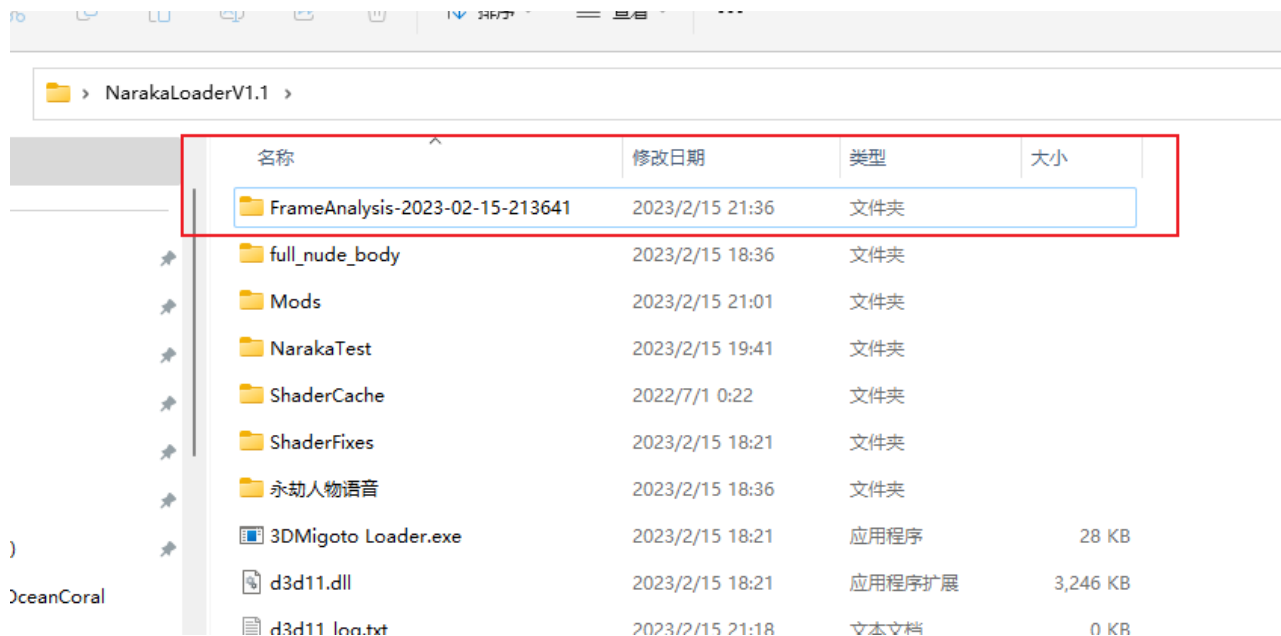 排序 查看 ...
NarakaLoaderV1.1
名称 修改日期 类型 大小
FrameAnalysis-2023-02-15-213641 2023/2/15 21:36 文件夹
full_nude_body 2023/2/15 18:36 文件夹
Mods 2023/2/15 21:01 文件夹
NarakaTest 2023/2/15 19:41 文件夹
ShaderCache 2022/7/1 0:22 文件夹
ShaderFixes 2023/2/15 18:21 文件夹
永劫人物语音 2023/2/15 18:36 文件夹
3DMigoto Loader.exe 2023/2/15 18:21 应用程序 28 KB
)
d3d11.dll 2023/2/15 18:21 应用程序扩展 3,246 KB
OceanCoral
d3d11_log.txt 2023/2/15 21:18 文本文档 0 KB